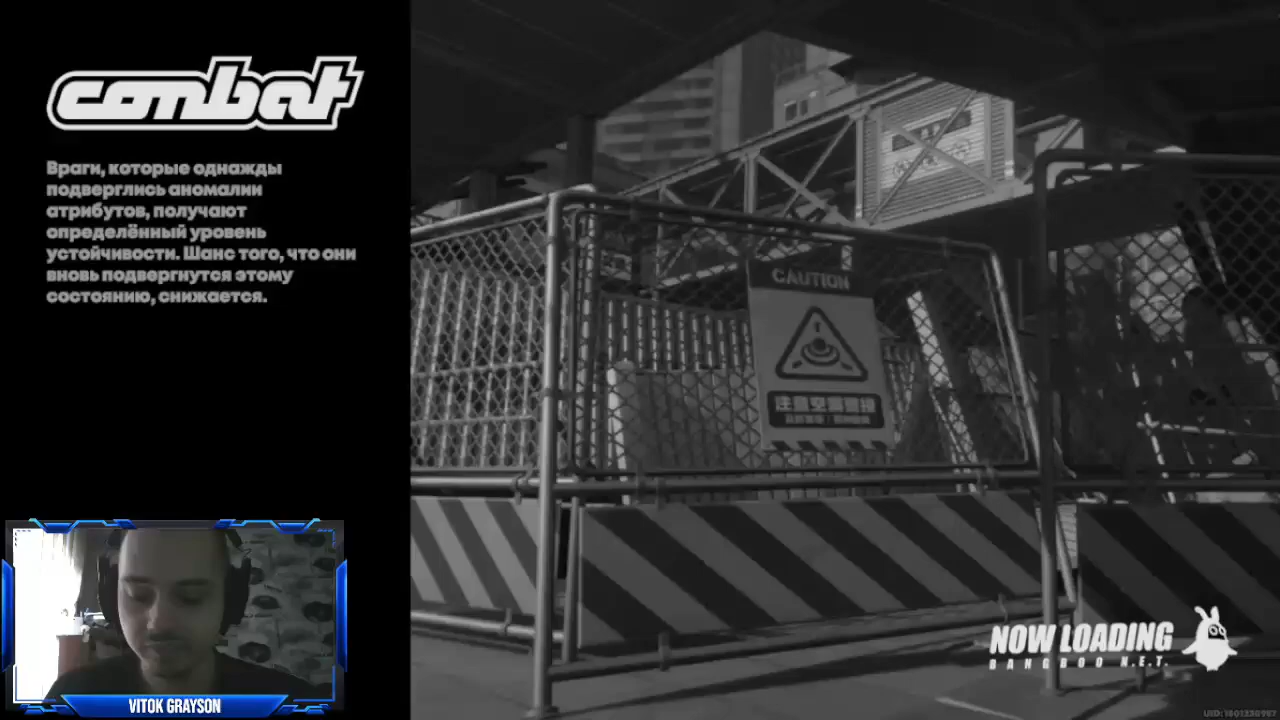 combat
Враги, которые однажды
подверглись аномалии
атрибутов, получают
определённый уровень
устойчивости. Шанс того, что они
вновь подвергнутся этому
состоянию, снижается.
CAUTION
NOW LOADING
BANGBOO N.E.T.
VITOK GRAYSON